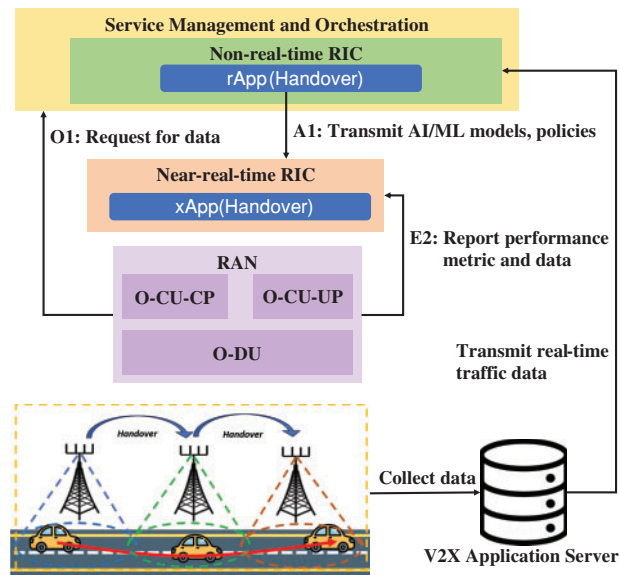 Service Management and Orchestration
Non-real-time RIC
rApp(Handover)
O1: Request for data
A1: Transmit AI/ML models, policies
Near-real-time RIC
xApp(Handover)
E2: Report performance
metric and data
RAN
O-CU-CP
O-CU-UP
O-DU
Transmit real-time
traffic data
Handover
Handover
Collect data
V2X Application Server